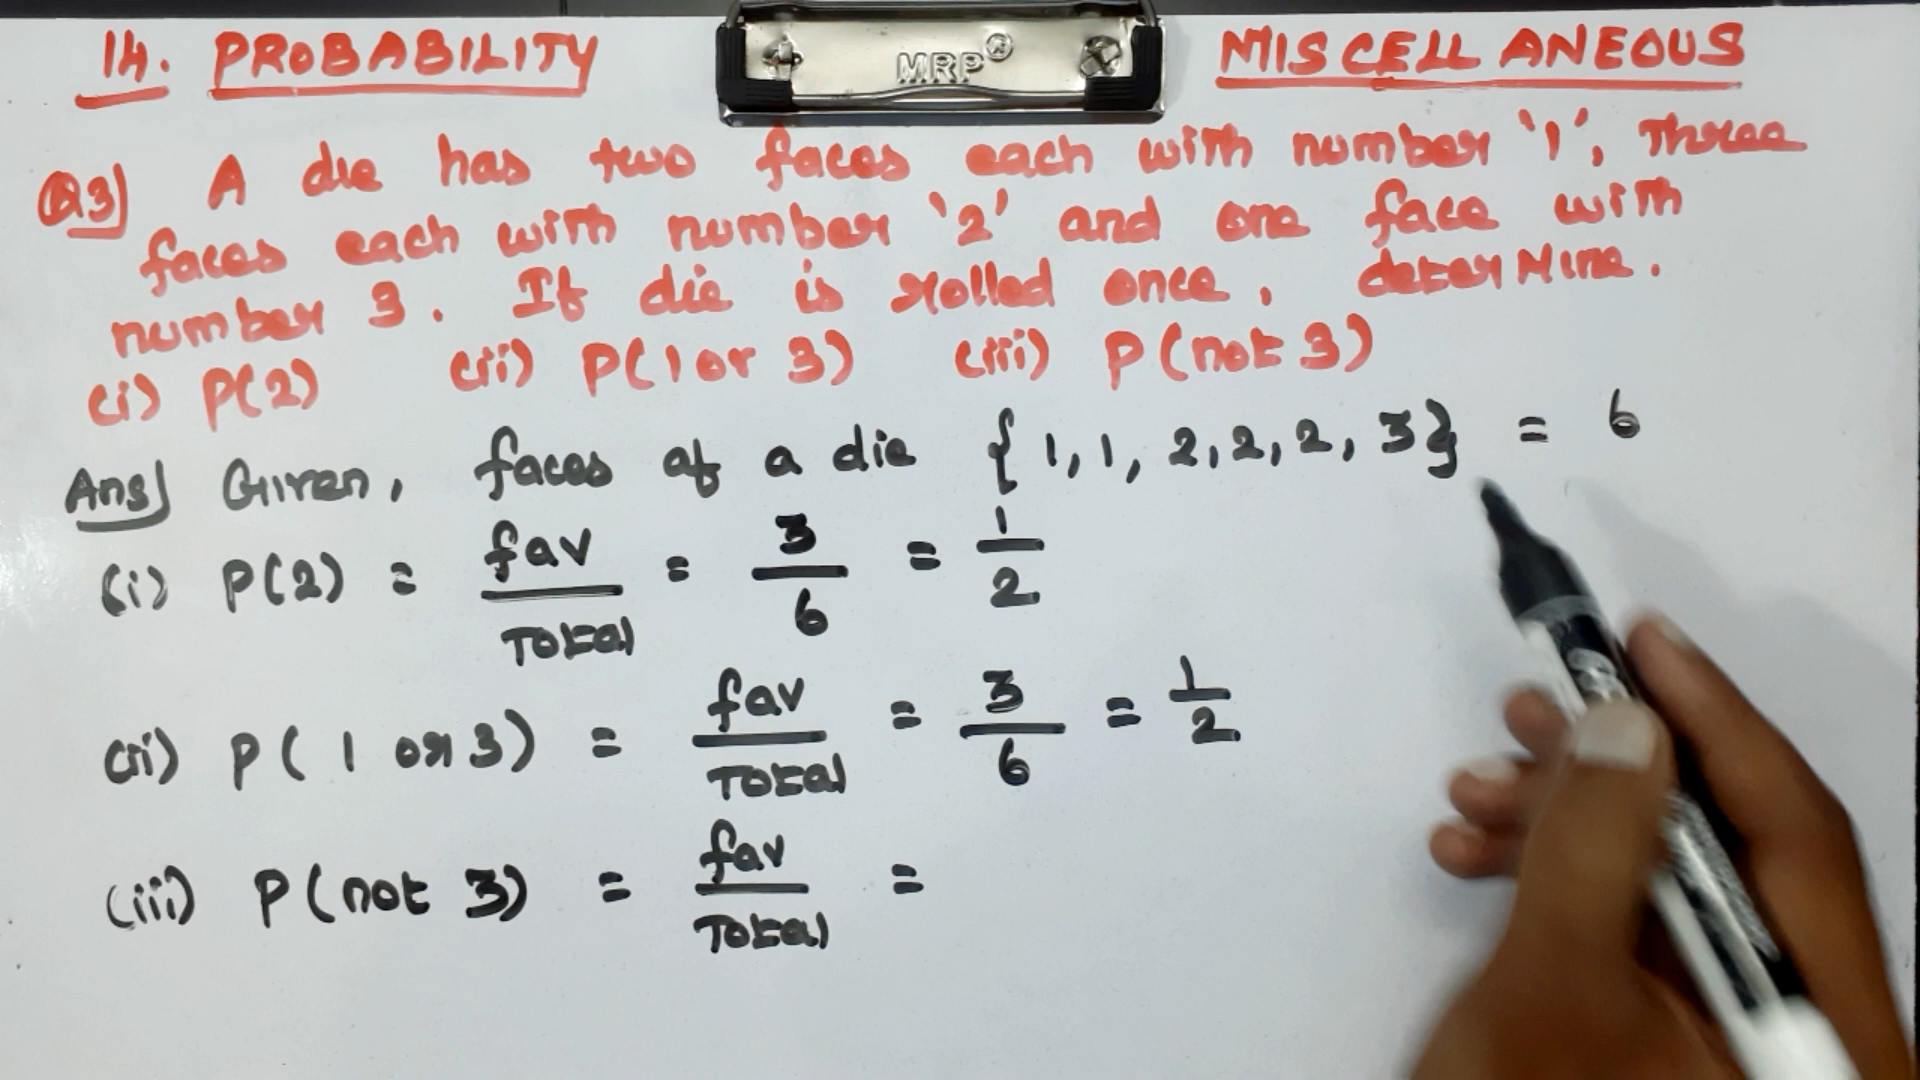 14. PROBABILITY
MRP®
MISCELLANEOUS
Q3] A die has two faces each with number '1', Three
faces each with number '2' and one face with
number 3. If die is rolled once, determine.
(i) P(2) (ii) P(1 or 3) (iii) P(not 3)
Ans] Given, faces of a die {1,1,2,2,2,3} = 6
(i) P(2) = fav/Total = 3/6 = 1/2
(ii) P(1 or 3) = fav/Total = 3/6 = 1/2
(iii) P(not 3) = fav/Total =